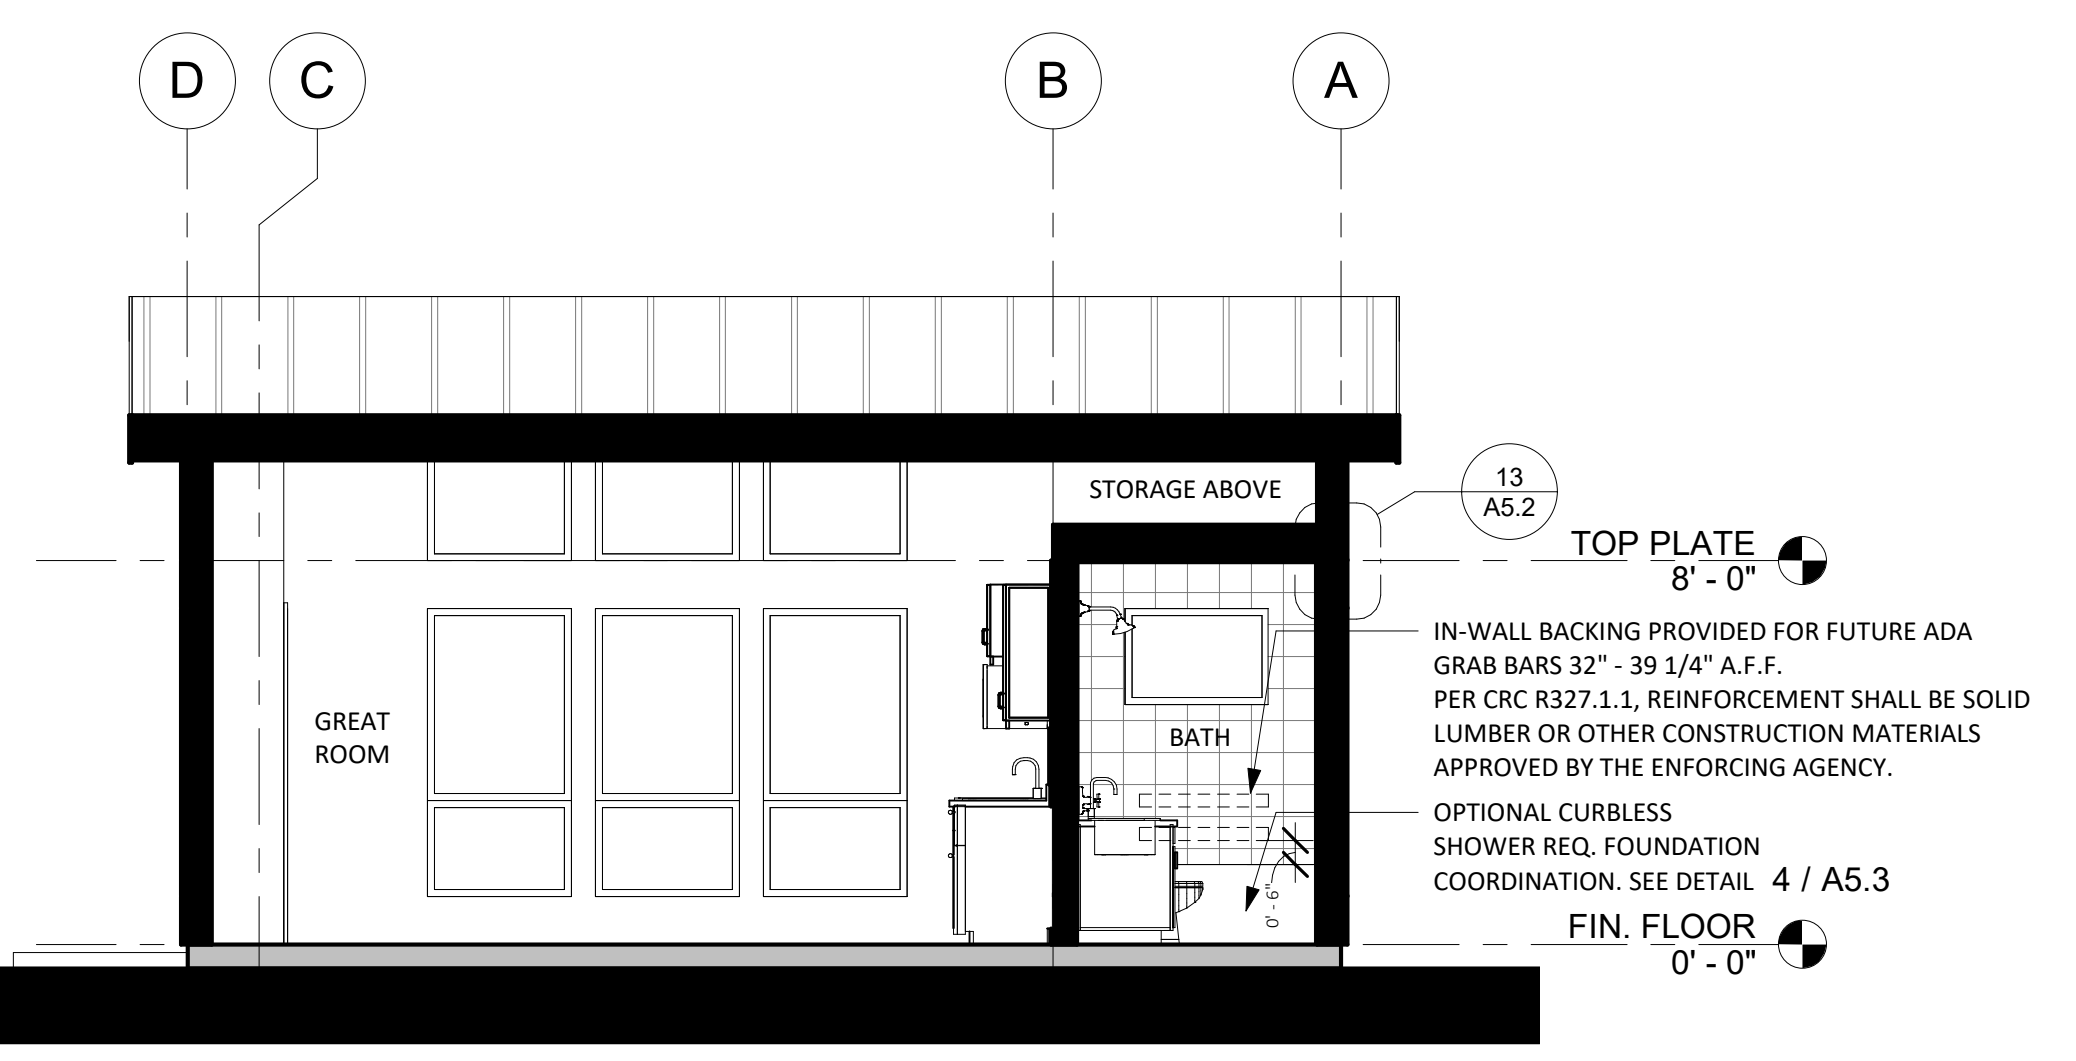 D
C
B
A
STORAGE ABOVE
13
A5.2
TOP PLATE
8' - 0"
IN-WALL BACKING PROVIDED FOR FUTURE ADA
GRAB BARS 32" - 39 1/4" A.F.F.
PER CRC R327.1.1, REINFORCEMENT SHALL BE SOLID
LUMBER OR OTHER CONSTRUCTION MATERIALS
APPROVED BY THE ENFORCING AGENCY.
GREAT
ROOM
BATH
OPTIONAL CURBLESS
SHOWER REQ. FOUNDATION
COORDINATION. SEE DETAIL 4 / A5.3
0' - 6"
FIN. FLOOR
0' - 0"